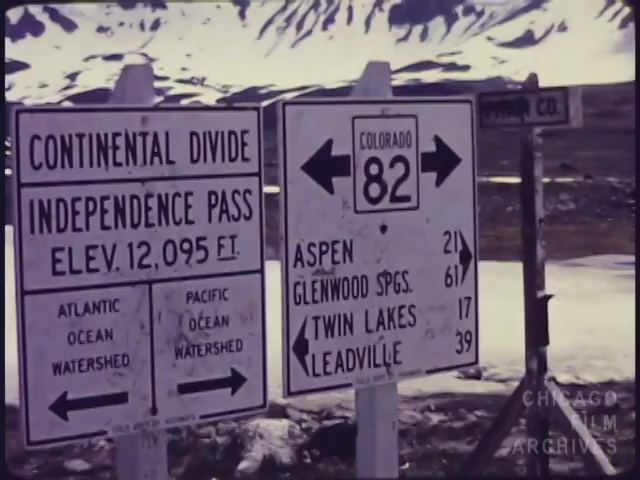 CONTINENTAL DIVIDE
INDEPENDENCE PASS
ELEV. 12,095 FT.
ATLANTIC
OCEAN
WATERSHED
PACIFIC
OCEAN
WATERSHED
COLORADO
82
ASPEN 21
GLENWOOD SPGS. 61
TWIN LAKES 17
LEADVILLE 39
CO.
CHICAGO
FILM
ARCHIVES